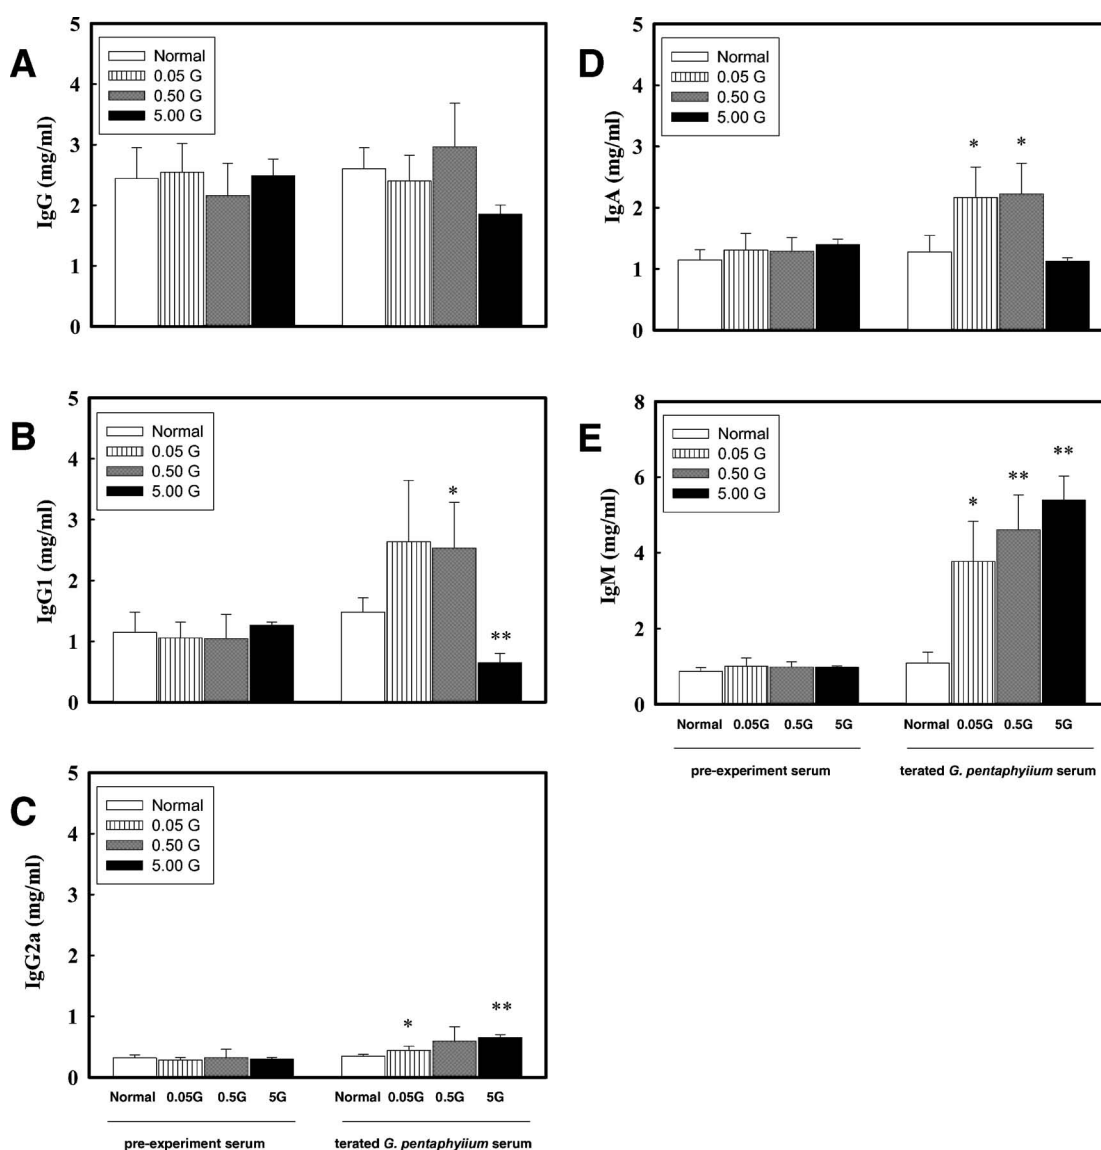 A
5
4
3
2
1
0
IgG (mg/ml)
Normal
0.05 G
0.50 G
5.00 G
D
5
4
3
2
1
0
IgA (mg/ml)
Normal
0.05 G
0.50 G
5.00 G
* *
B
5
4
3
2
1
0
IgG1 (mg/ml)
Normal
0.05 G
0.50 G
5.00 G
*
**
E
8
6
4
2
0
IgM (mg/ml)
Normal
0.05 G
0.50 G
5.00 G
* ** **
Normal 0.05G 0.5G 5G Normal 0.05G 0.5G 5G
pre-experiment serum terated G. pentaphyiium serum
C
5
4
3
2
1
0
IgG2a (mg/ml)
Normal
0.05 G
0.50 G
5.00 G
* **
Normal 0.05G 0.5G 5G Normal 0.05G 0.5G 5G
pre-experiment serum terated G. pentaphyiium serum